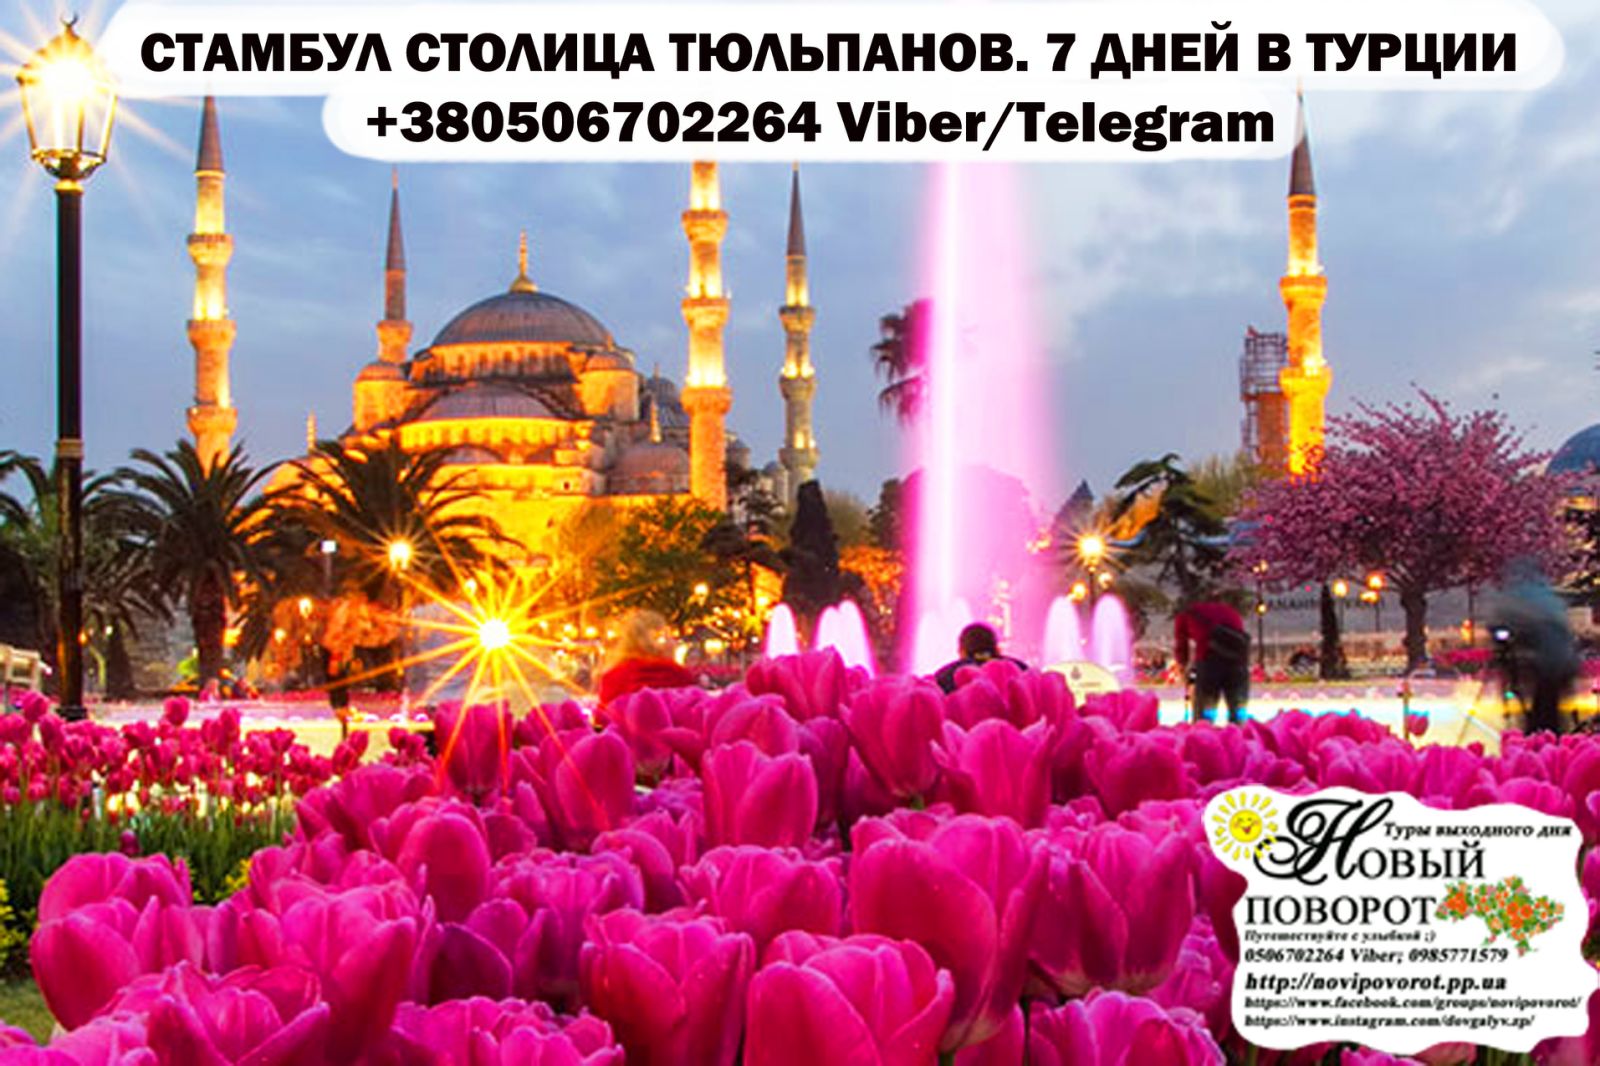 СТАМБУЛ СТОЛИЦА ТЮЛЬПАНОВ. 7 ДНЕЙ В ТУРЦИИ
+380506702264 Viber/Telegram
Туры выходного дня
Новый
ПОВОРОТ
Путешествуйте с улыбкой ;)
0506702264 Viber; 0985771579
http://novipovorot.pp.ua
https://www.facebook.com/groups/novipovorot/
https://www.instagram.com/dovgalyv.zp/